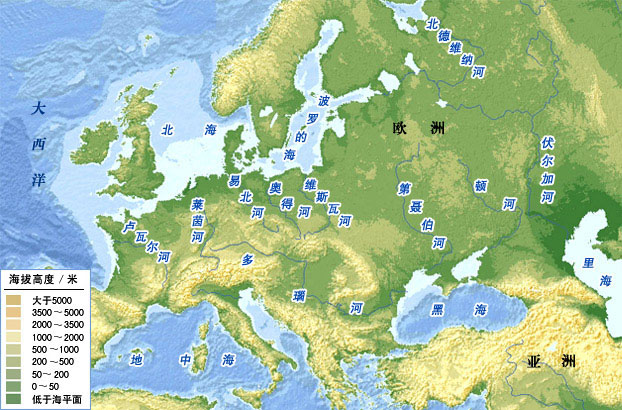 北德维纳河
大西洋
北海
波罗的海
欧洲
伏尔加河
易北河
奥得河
维斯瓦河
第聂伯河
顿河
莱茵河
卢瓦尔河
多瑙河
里海
黑海
地中海
亚洲
海拔高度 / 米
大于5000
3500～5000
2000～3500
1000～2000
500～1000
200～500
50～200
0～50
低于海平面